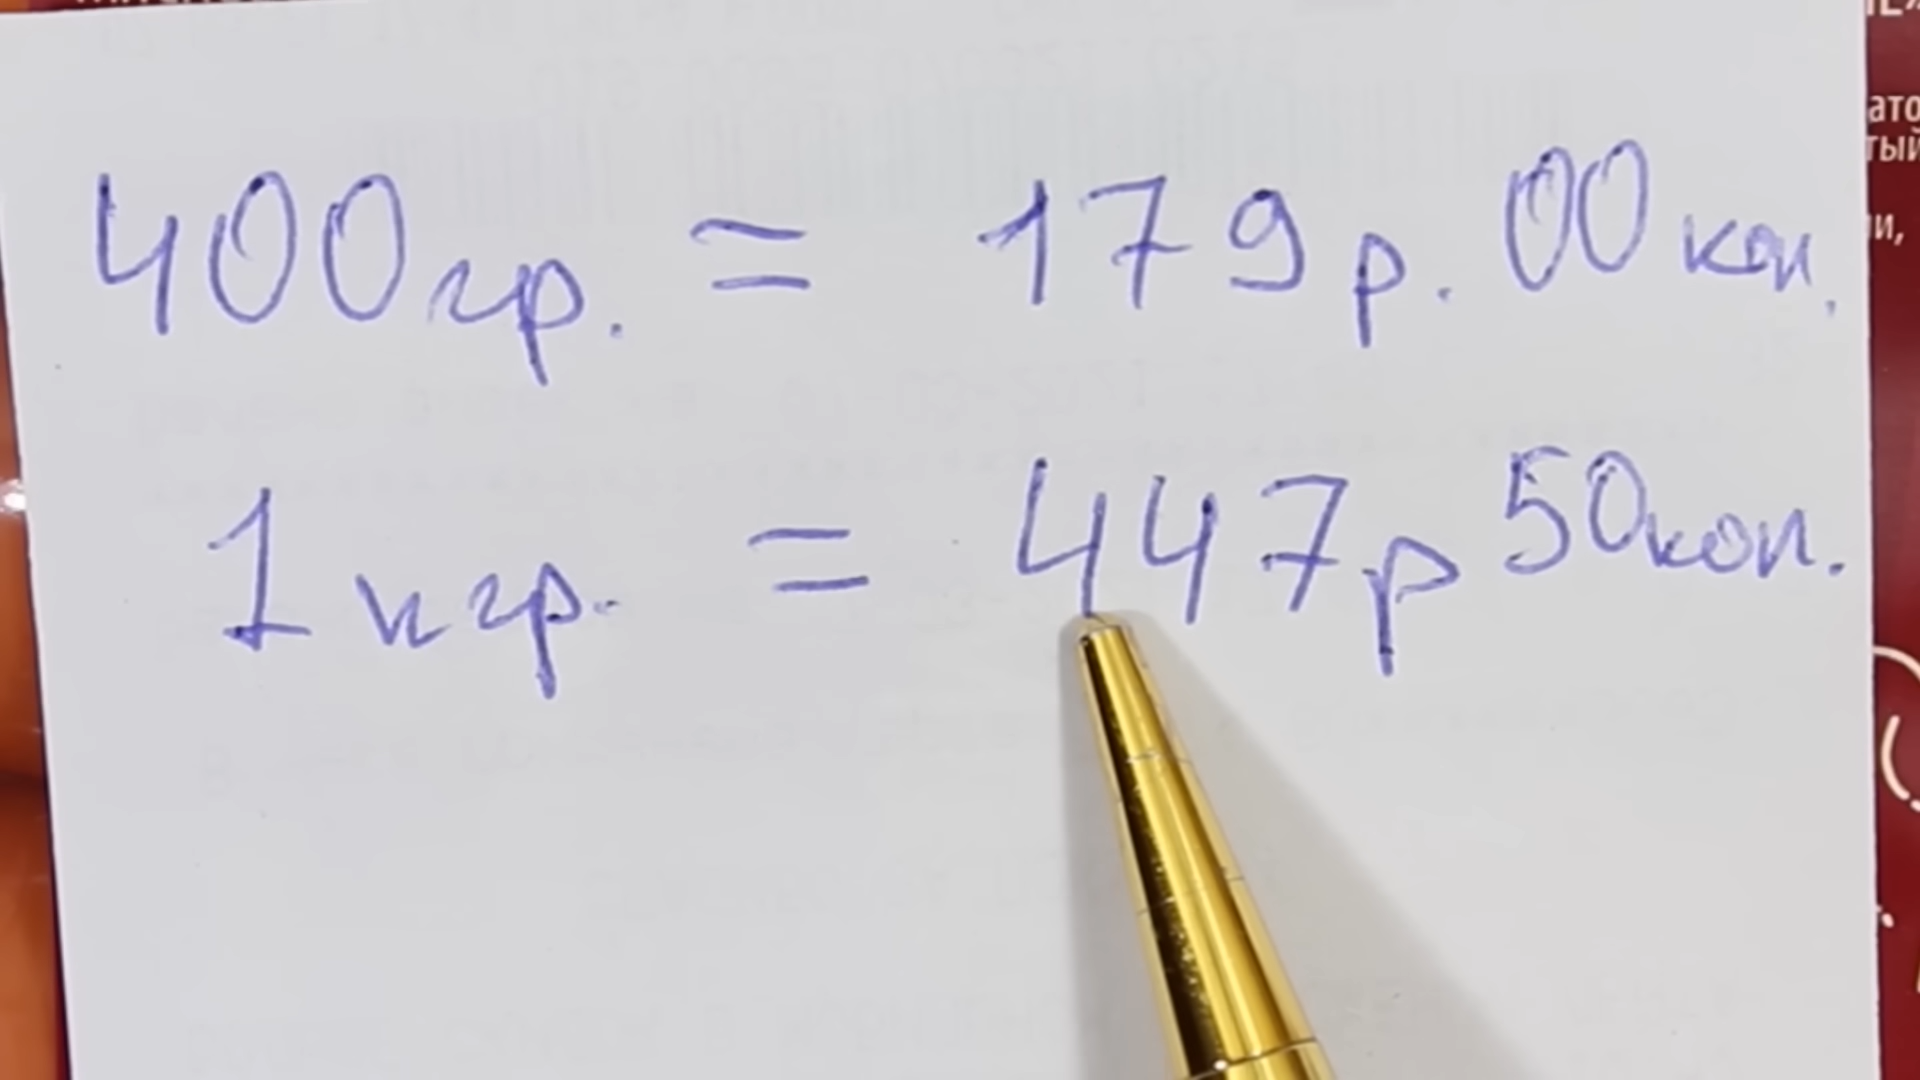 400гр. = 179р. 00коп.
1кгр. = 447р 50коп.